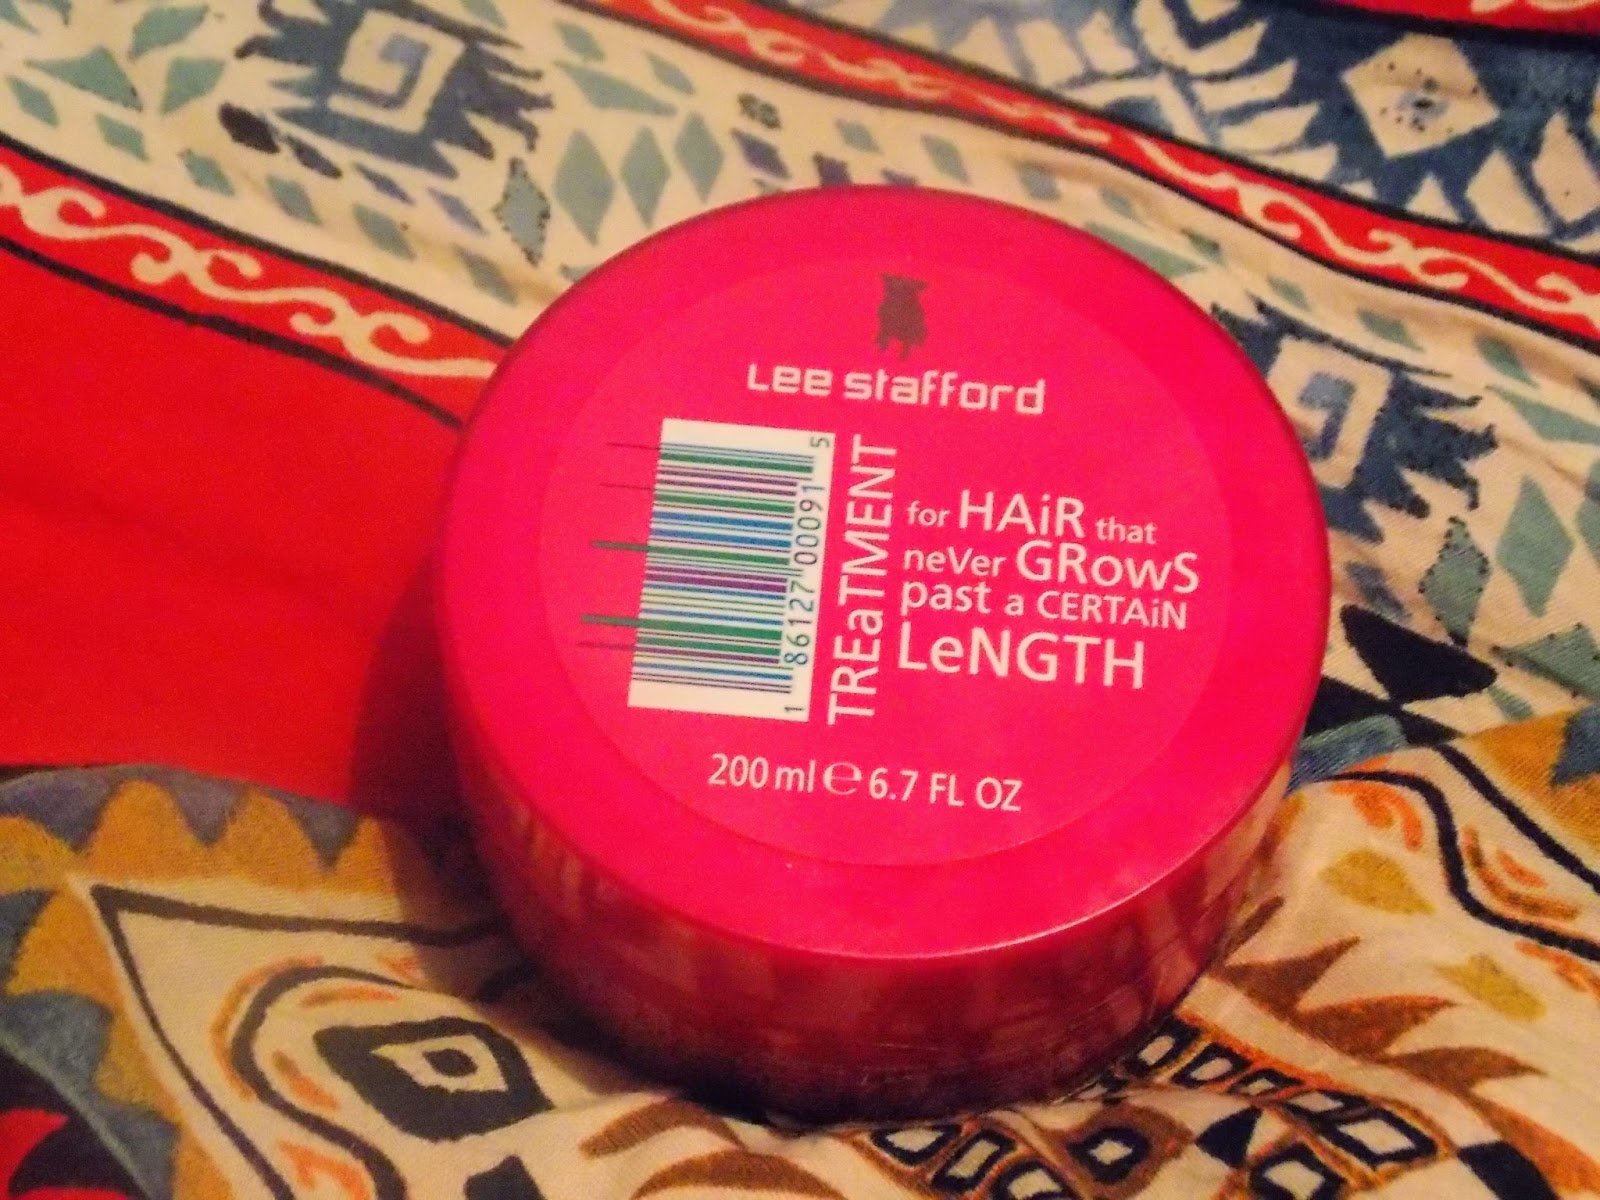 Lee stafford
TREaTMENT
for HAiR that
neVer GRowS
past a CERTAiN
LeNGTH
1 86127 00091 5
200 ml ℮ 6.7 FL OZ